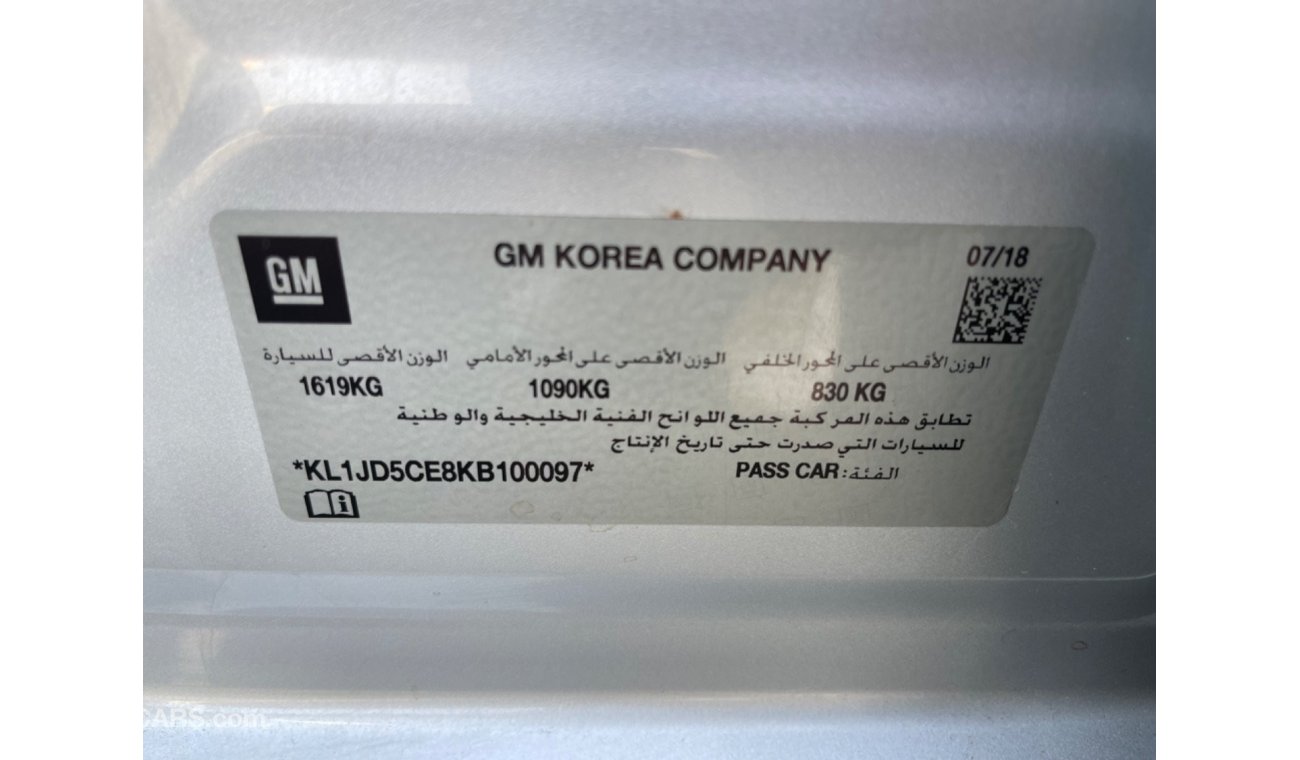 GM
GM KOREA COMPANY
07/18
الوزن الأقصى على المحور الخلفي الوزن الأقصى على المحور الأمامي الوزن الأقصى للسيارة
1619KG 1090KG 830 KG
تطابق هذه المركبة جميع اللوائح الفنية الخليجية والوطنية
للسيارات التي صدرت حتى تاريخ الإنتاج
*KL1JD5CE8KB100097*
الفئة: PASS CAR
CARS.com